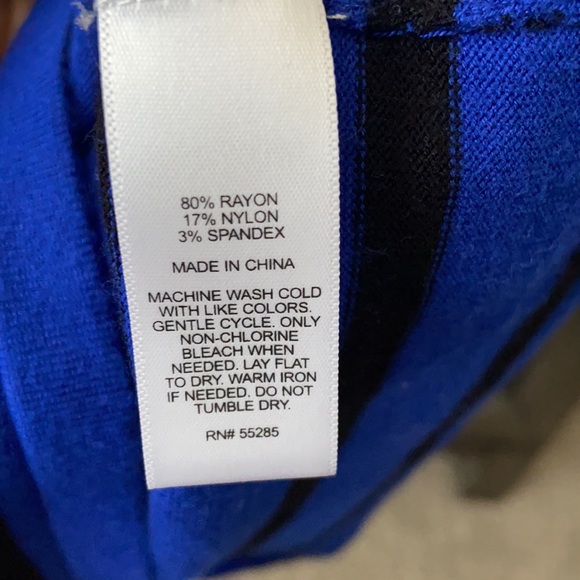 80% RAYON
17% NYLON
3% SPANDEX
MADE IN CHINA
MACHINE WASH COLD
WITH LIKE COLORS.
GENTLE CYCLE. ONLY
NON-CHLORINE
BLEACH WHEN
NEEDED. LAY FLAT
TO DRY. WARM IRON
IF NEEDED. DO NOT
TUMBLE DRY.
RN# 55285